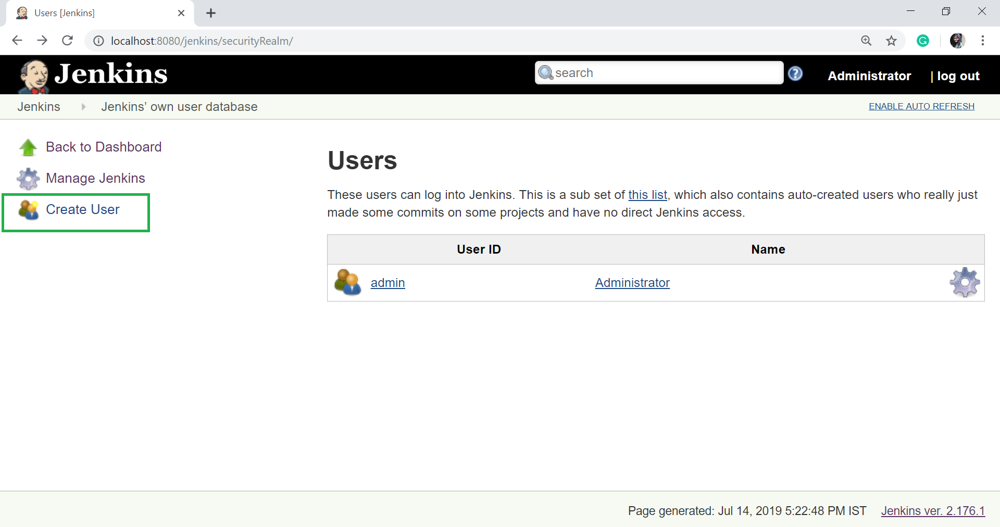 Users [Jenkins]
localhost:8080/jenkins/securityRealm/
Jenkins
search
Administrator | log out
Jenkins Jenkins’ own user database
ENABLE AUTO REFRESH
Back to Dashboard
Manage Jenkins
Create User
Users
These users can log into Jenkins. This is a sub set of this list, which also contains auto-created users who really just
made some commits on some projects and have no direct Jenkins access.
User ID Name
admin Administrator
Page generated: Jul 14, 2019 5:22:48 PM IST Jenkins ver. 2.176.1